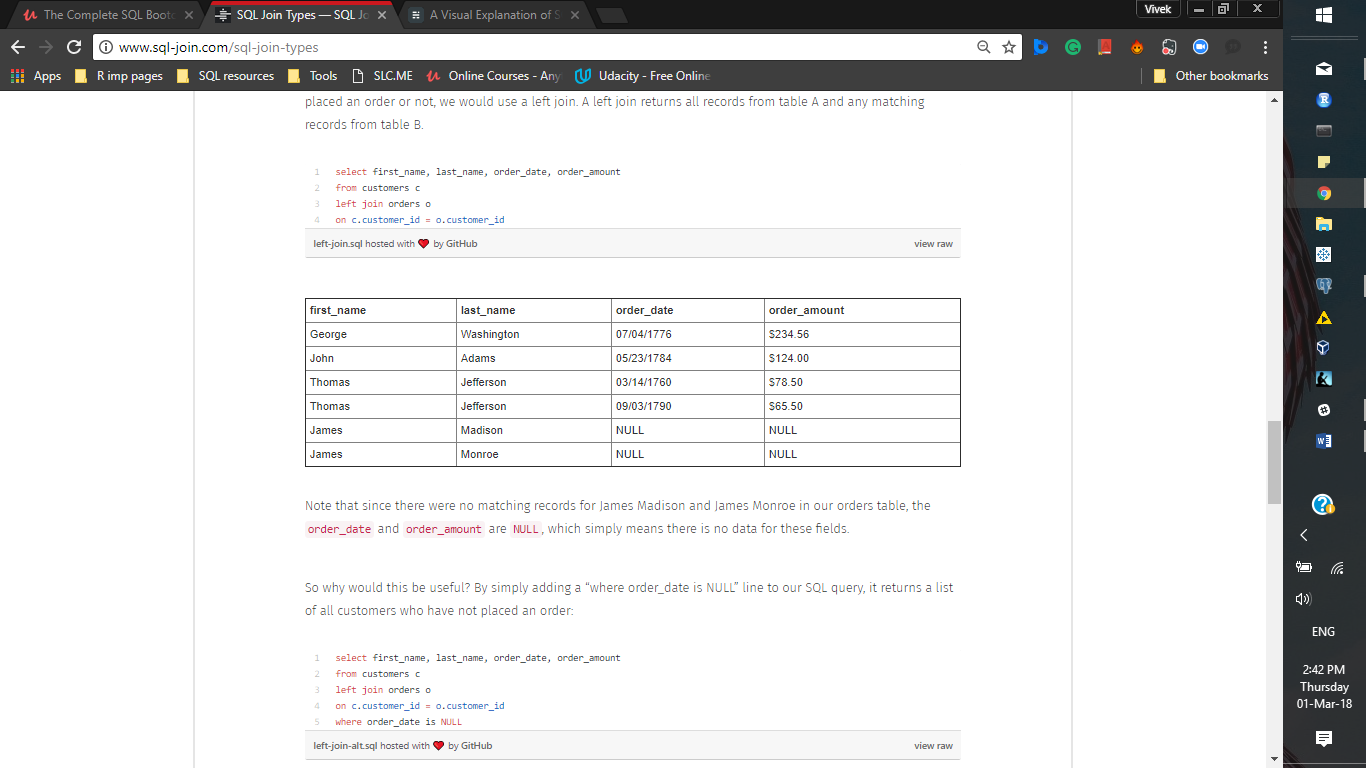 The Complete SQL Bootc
SQL Join Types — SQL Jo
A Visual Explanation of S
Vivek
www.sql-join.com/sql-join-types
Apps
R imp pages
SQL resources
Tools
SLC.ME
Online Courses - Any
Udacity - Free Online
Other bookmarks
placed an order or not, we would use a left join. A left join returns all records from table A and any matching
records from table B.
1 select first_name, last_name, order_date, order_amount
2 from customers c
3 left join orders o
4 on c.customer_id = o.customer_id
left-join.sql hosted with ❤ by GitHub view raw
first_name last_name order_date order_amount
George Washington 07/04/1776 $234.56
John Adams 05/23/1784 $124.00
Thomas Jefferson 03/14/1760 $78.50
Thomas Jefferson 09/03/1790 $65.50
James Madison NULL NULL
James Monroe NULL NULL
Note that since there were no matching records for James Madison and James Monroe in our orders table, the
order_date and order_amount are NULL, which simply means there is no data for these fields.
So why would this be useful? By simply adding a “where order_date is NULL” line to our SQL query, it returns a list
of all customers who have not placed an order:
1 select first_name, last_name, order_date, order_amount
2 from customers c
3 left join orders o
4 on c.customer_id = o.customer_id
5 where order_date is NULL
left-join-alt.sql hosted with ❤ by GitHub view raw
ENG
2:42 PM
Thursday
01-Mar-18